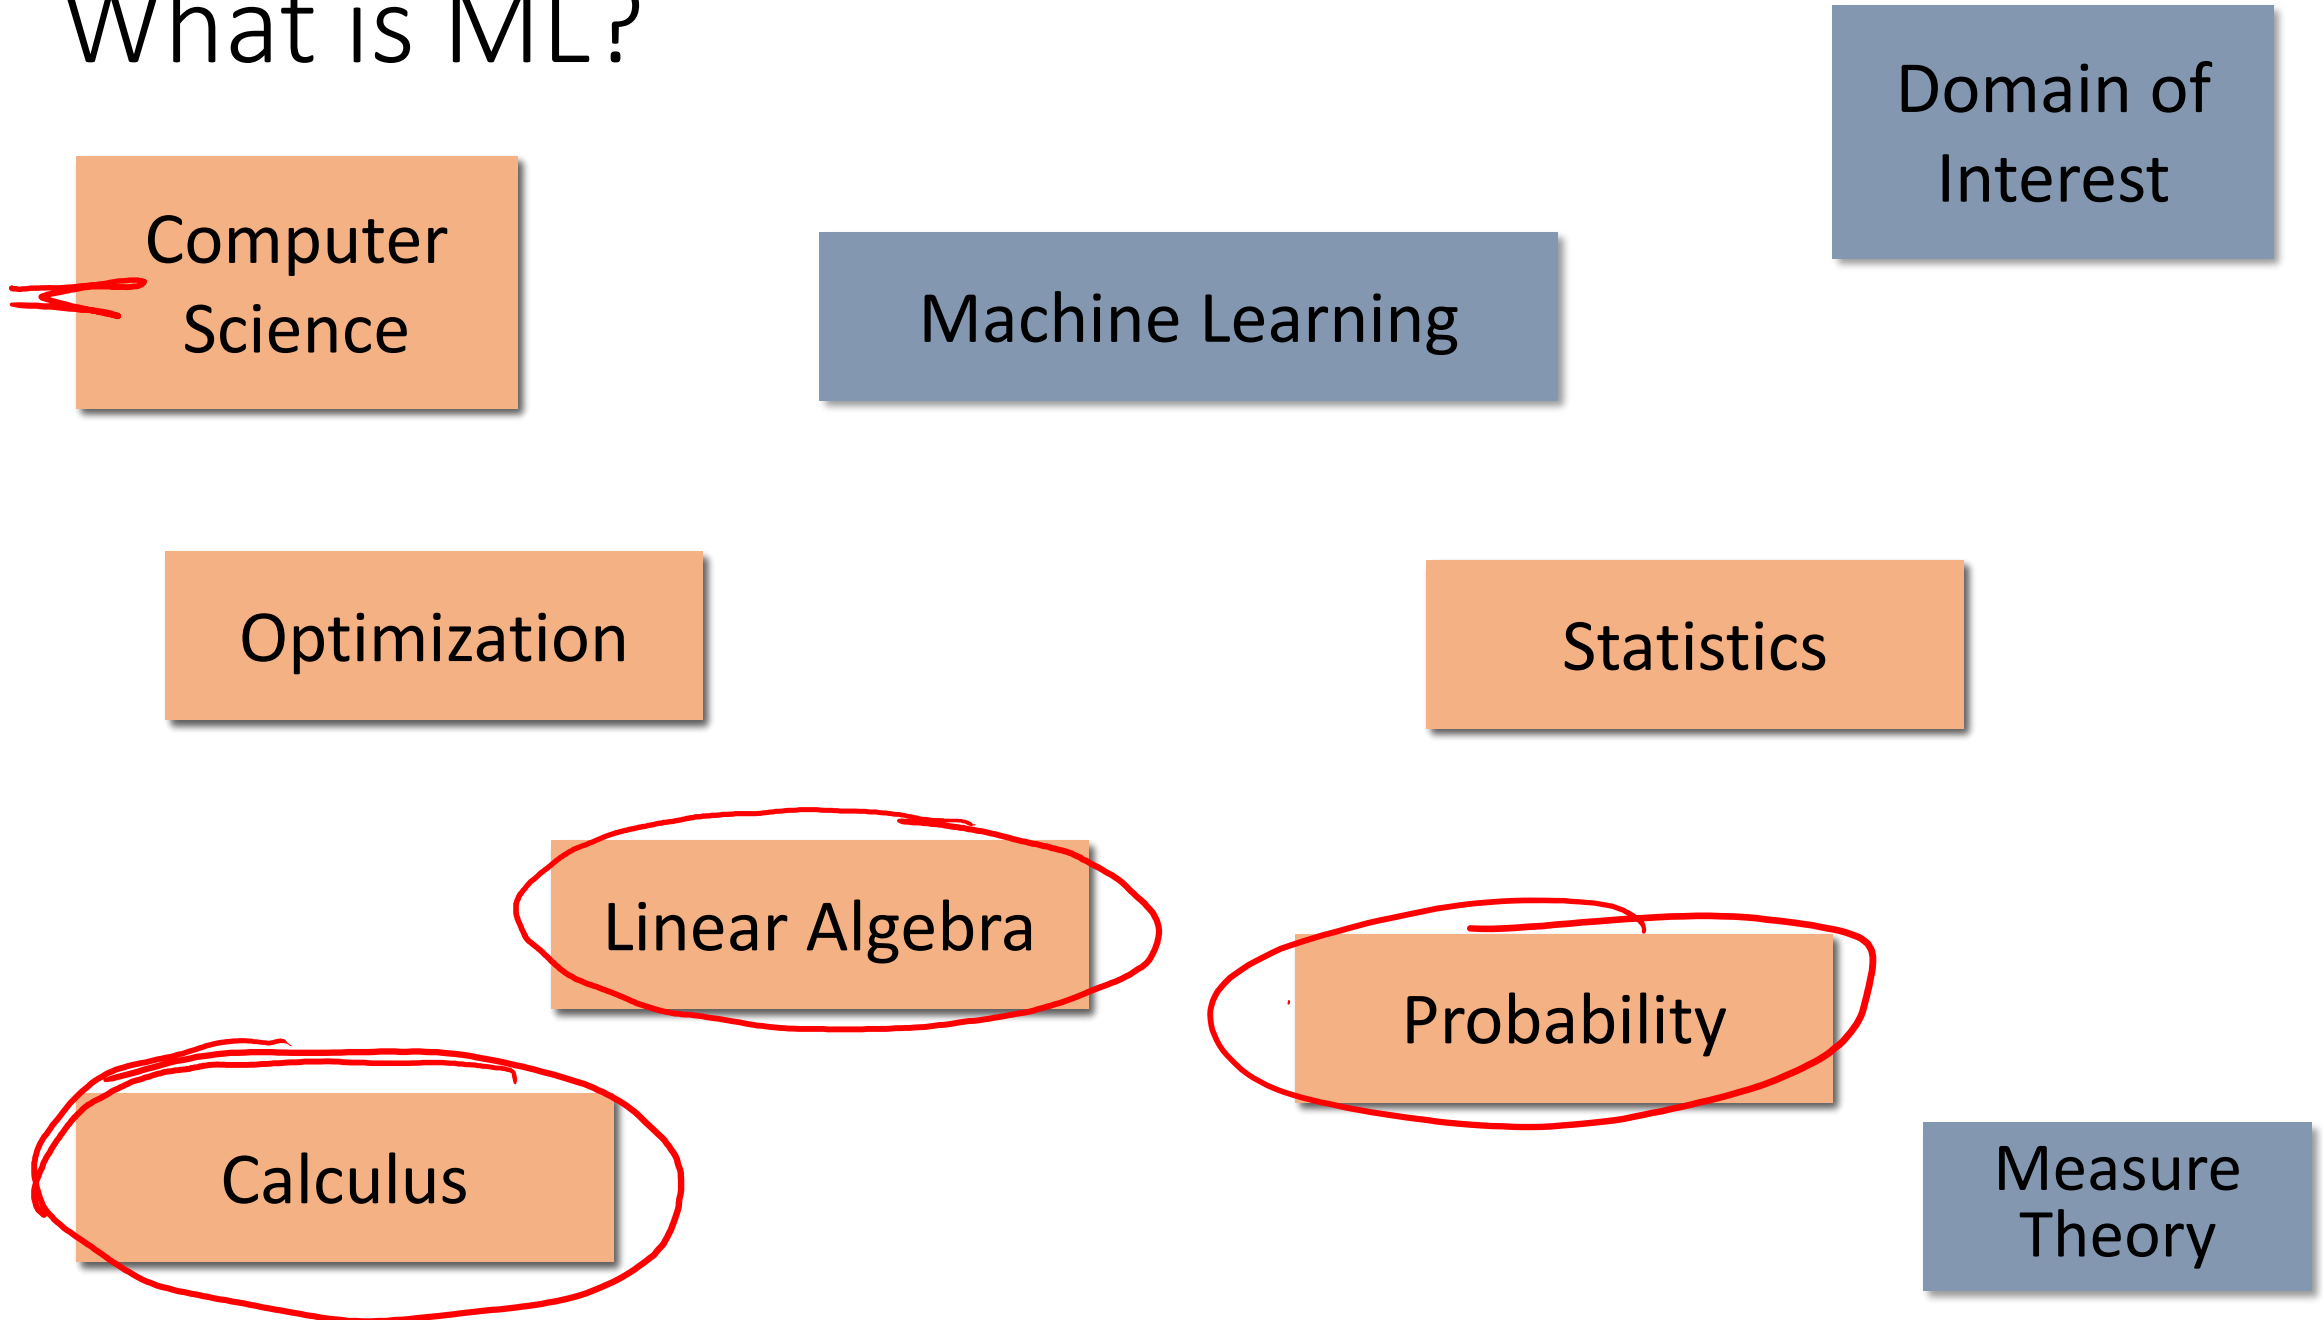 What is ML?
Domain of
Interest
Computer
Science
Machine Learning
Optimization
Statistics
Linear Algebra
Probability
Calculus
Measure
Theory